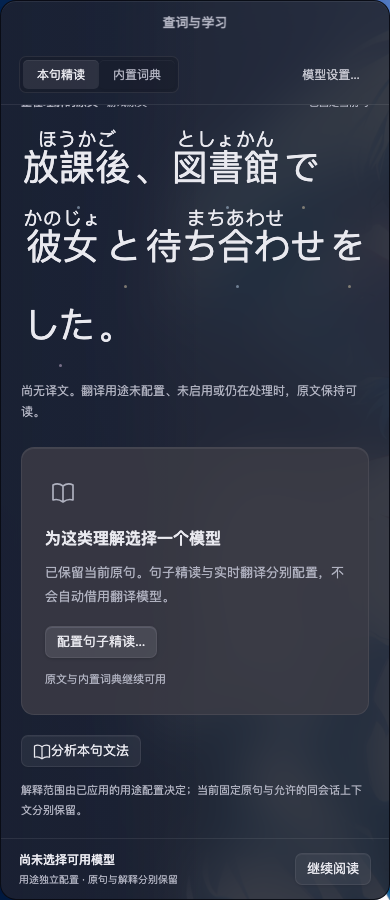 查词与学习
本句精读
内置词典
模型设置...
ほうかご としょかん
放課後、図書館で
かのじょ まちあわせ
彼女と待ち合わせを
した。
尚无译文。翻译用途未配置、未启用或仍在处理时，原文保持可
读。
为这类理解选择一个模型
已保留当前原句。句子精读与实时翻译分别配置，不
会自动借用翻译模型。
配置句子精读...
原文与内置词典继续可用
分析本句文法
解释范围由已应用的用途配置决定；当前固定原句与允许的同会话上下
文分别保留。
尚未选择可用模型
用途独立配置 · 原句与解释分别保留
继续阅读